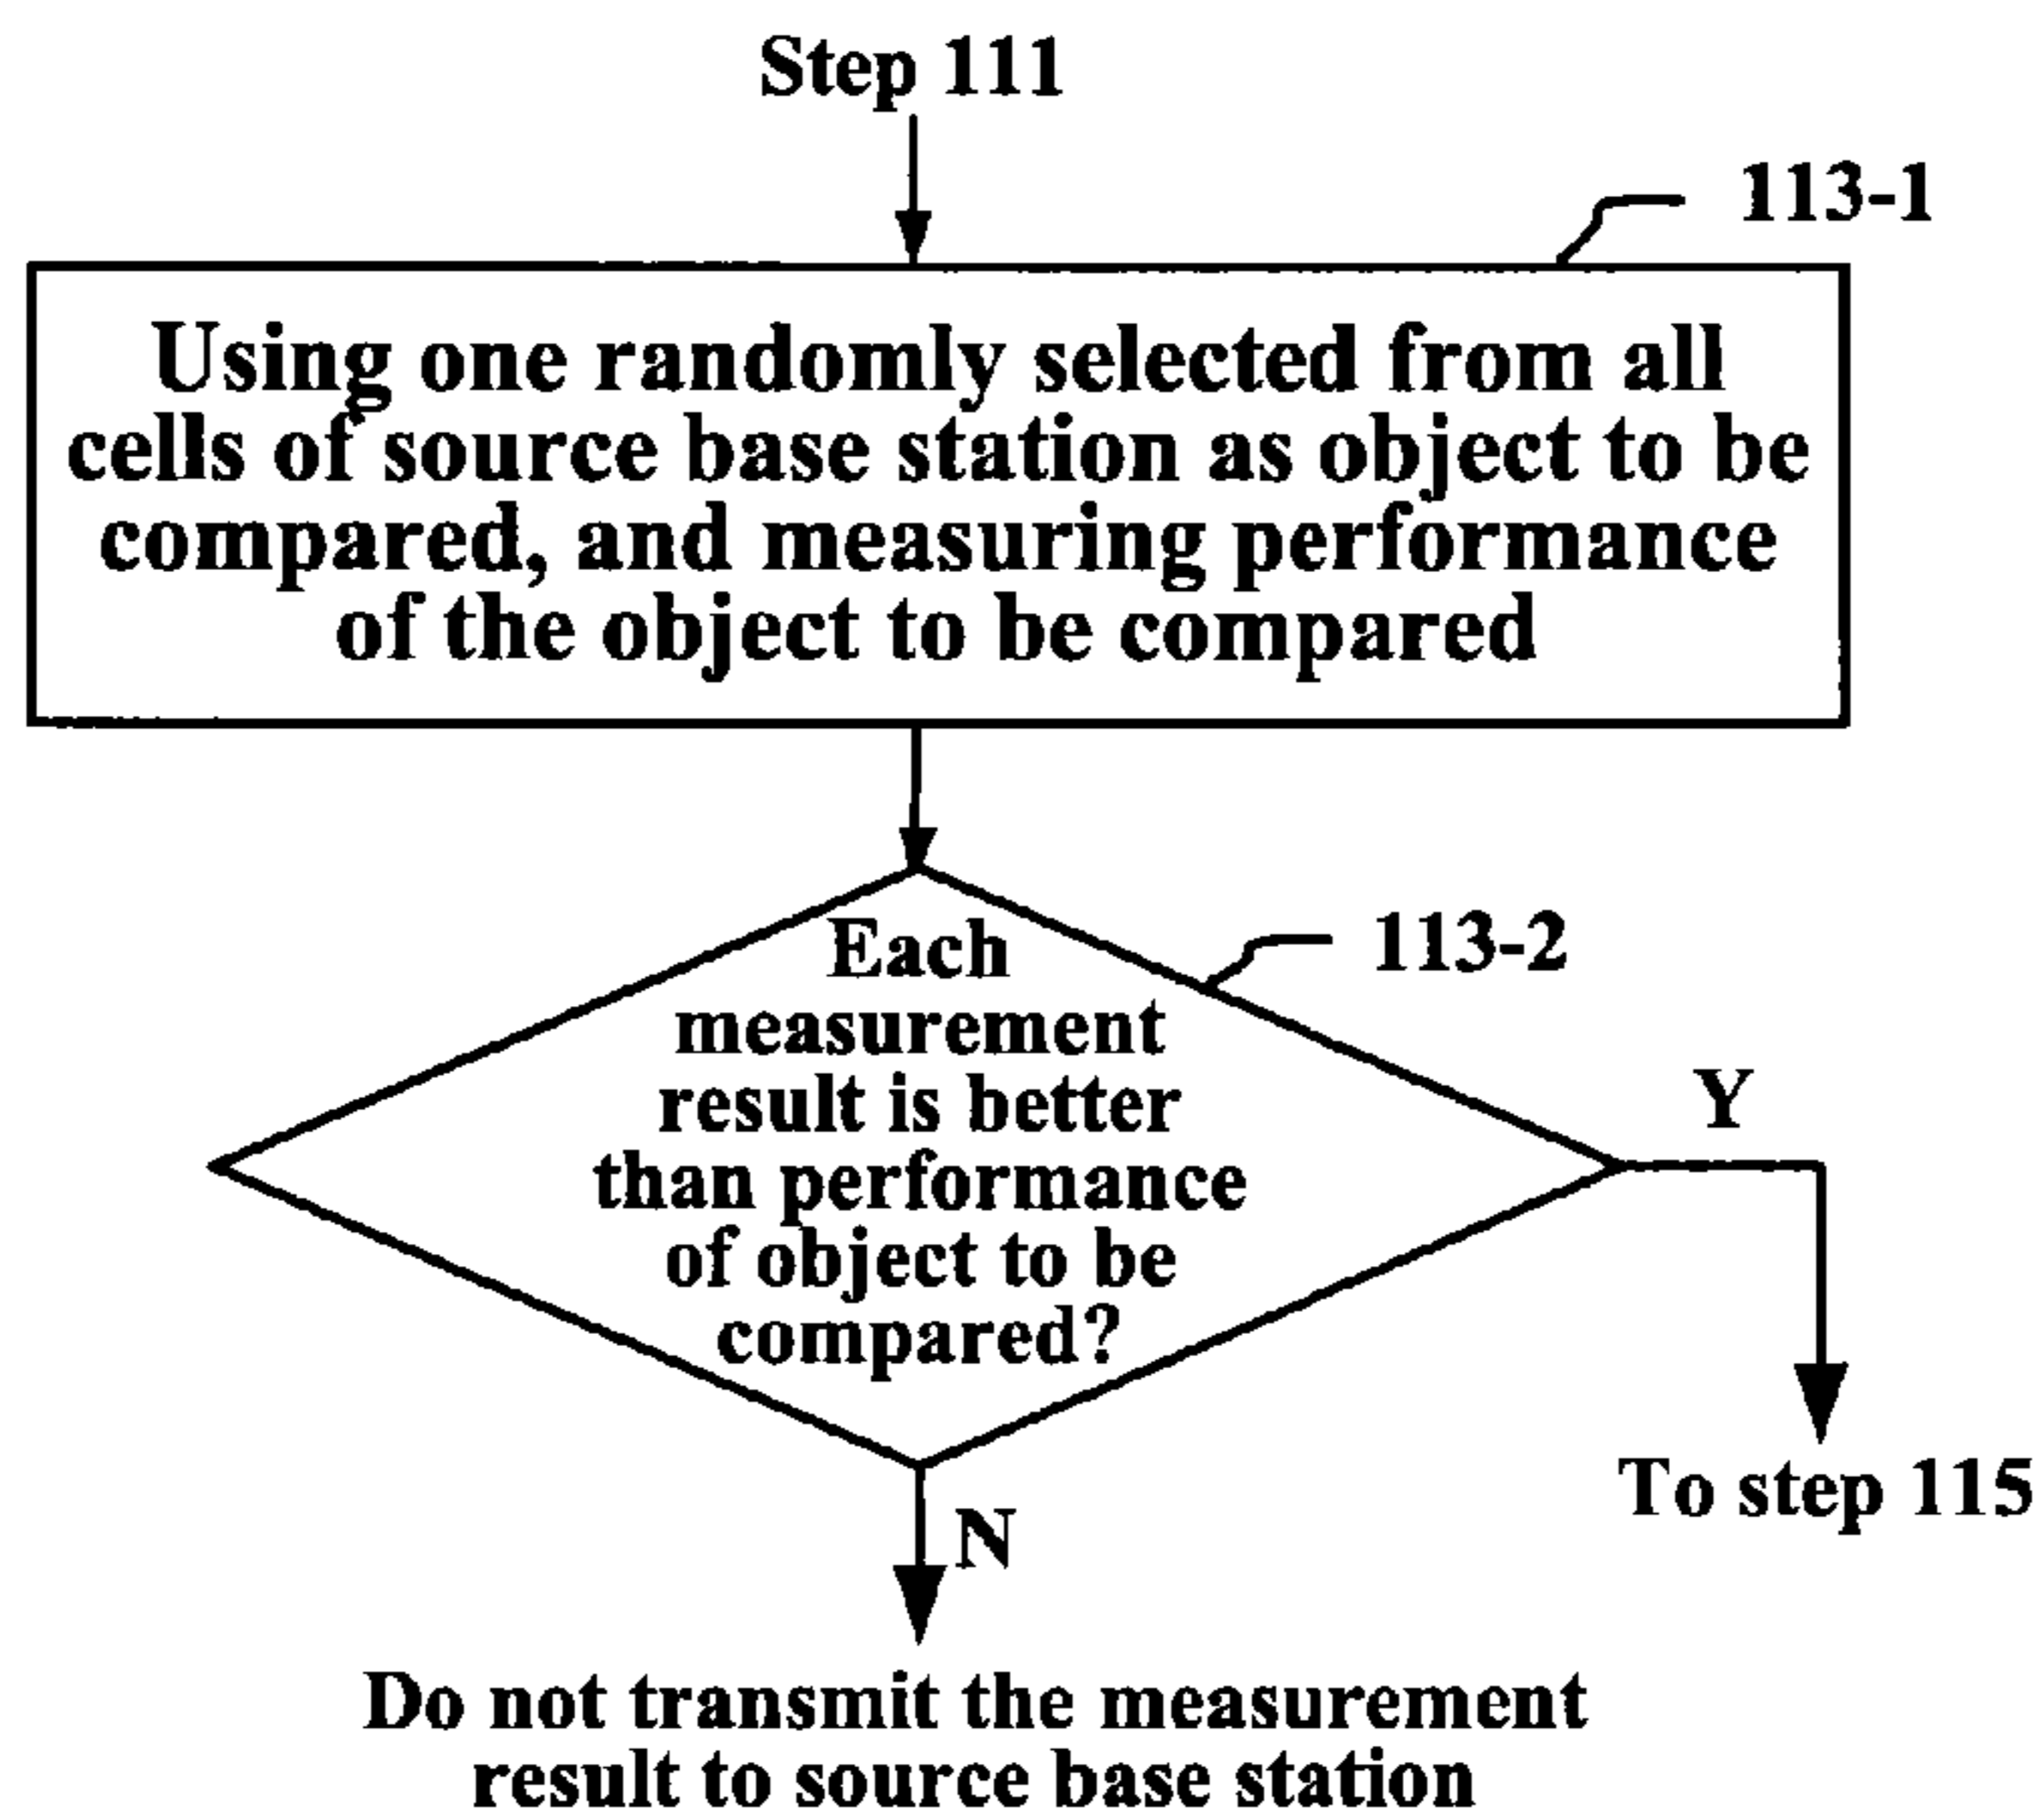 Step 111
113-1
Using one randomly selected from all
cells of source base station as object to be
compared, and measuring performance
of the object to be compared
Each
113-2
measurement
result is better
than performance
of object to be
compared?
Y
To step 115
N
Do not transmit the measurement
result to source base station